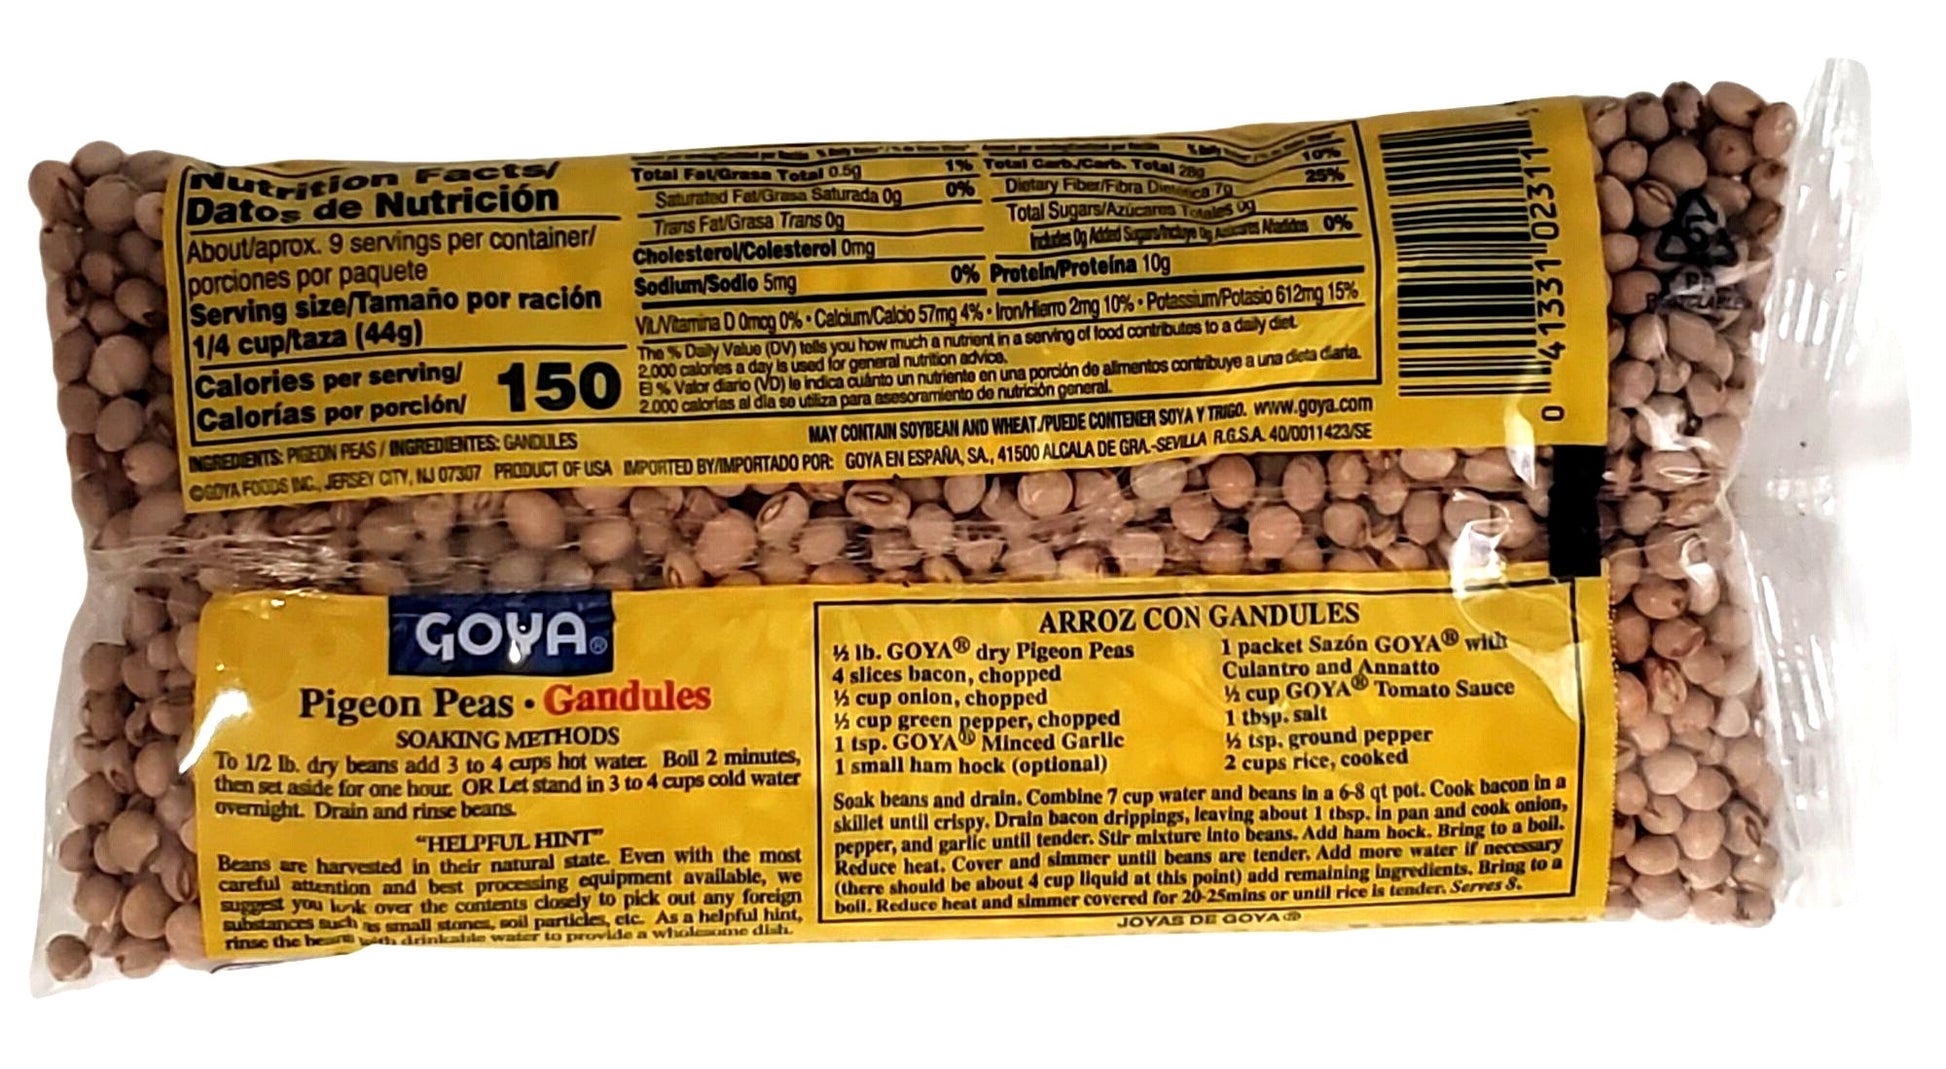 Nutrition Facts/
Datos de Nutrición
About/aprox. 9 servings per container/
porciones por paquete
Serving size/Tamaño por ración
1/4 cup/taza (44g)
Calories per serving/
Calorías por porción/ 150
Total Fat/Grasa Total 0.5g 1%
Saturated Fat/Grasa Saturada 0g 0%
Trans Fat/Grasa Trans 0g
Cholesterol/Colesterol 0mg
Sodium/Sodio 5mg 0%
Total Carb./Carb. Total 28g 10%
Dietary Fiber/Fibra Dietética 7g 25%
Total Sugars/Azúcares Totales 0g
Includes 0g Added Sugars/Incluye 0g Azúcares Añadidos 0%
Protein/Proteína 10g
Vit./Vitamina D 0mcg 0% • Calcium/Calcio 57mg 4% • Iron/Hierro 2mg 10% • Potassium/Potasio 612mg 15%
The % Daily Value (DV) tells you how much a nutrient in a serving of food contributes to a daily diet.
2,000 calories a day is used for general nutrition advice.
El % Valor diario (VD) le indica cuánto un nutriente en una porción de alimentos contribuye a una dieta diaria.
2.000 calorías al día se utiliza para asesoramiento de nutrición general.
INGREDIENTS: PIGEON PEAS / INGREDIENTES: GANDULES
MAY CONTAIN SOYBEAN AND WHEAT./PUEDE CONTENER SOYA Y TRIGO. www.goya.com
©GOYA FOODS INC., JERSEY CITY, NJ 07307 PRODUCT OF USA IMPORTED BY/IMPORTADO POR: GOYA EN ESPAÑA, SA., 41500 ALCALA DE GRA.-SEVILLA R.G.S.A. 40/0011423/SE
0 41331 02311
5
PP
GOYA®
Pigeon Peas • Gandules
SOAKING METHODS
To 1/2 lb. dry beans add 3 to 4 cups hot water. Boil 2 minutes,
then set aside for one hour. OR Let stand in 3 to 4 cups cold water
overnight. Drain and rinse beans.
"HELPFUL HINT"
Beans are harvested in their natural state. Even with the most
careful attention and best processing equipment available, we
suggest you look over the contents closely to pick out any foreign
substances such as small stones, soil particles, etc. As a helpful hint,
rinse the beans with drinkable water to provide a wholesome dish.
ARROZ CON GANDULES
½ lb. GOYA® dry Pigeon Peas
4 slices bacon, chopped
½ cup onion, chopped
½ cup green pepper, chopped
1 tsp. GOYA® Minced Garlic
1 small ham hock (optional)
1 packet Sazón GOYA® with
Culantro and Annatto
½ cup GOYA® Tomato Sauce
1 tbsp. salt
½ tsp. ground pepper
2 cups rice, cooked
Soak beans and drain. Combine 7 cup water and beans in a 6-8 qt pot. Cook bacon in a
skillet until crispy. Drain bacon drippings, leaving about 1 tbsp. in pan and cook onion,
pepper, and garlic until tender. Stir mixture into beans. Add ham hock. Bring to a boil.
Reduce heat. Cover and simmer until beans are tender. Add more water if necessary
(there should be about 4 cup liquid at this point) add remaining ingredients. Bring to a
boil. Reduce heat and simmer covered for 20-25mins or until rice is tender. Serves 8.
JOYAS DE GOYA®